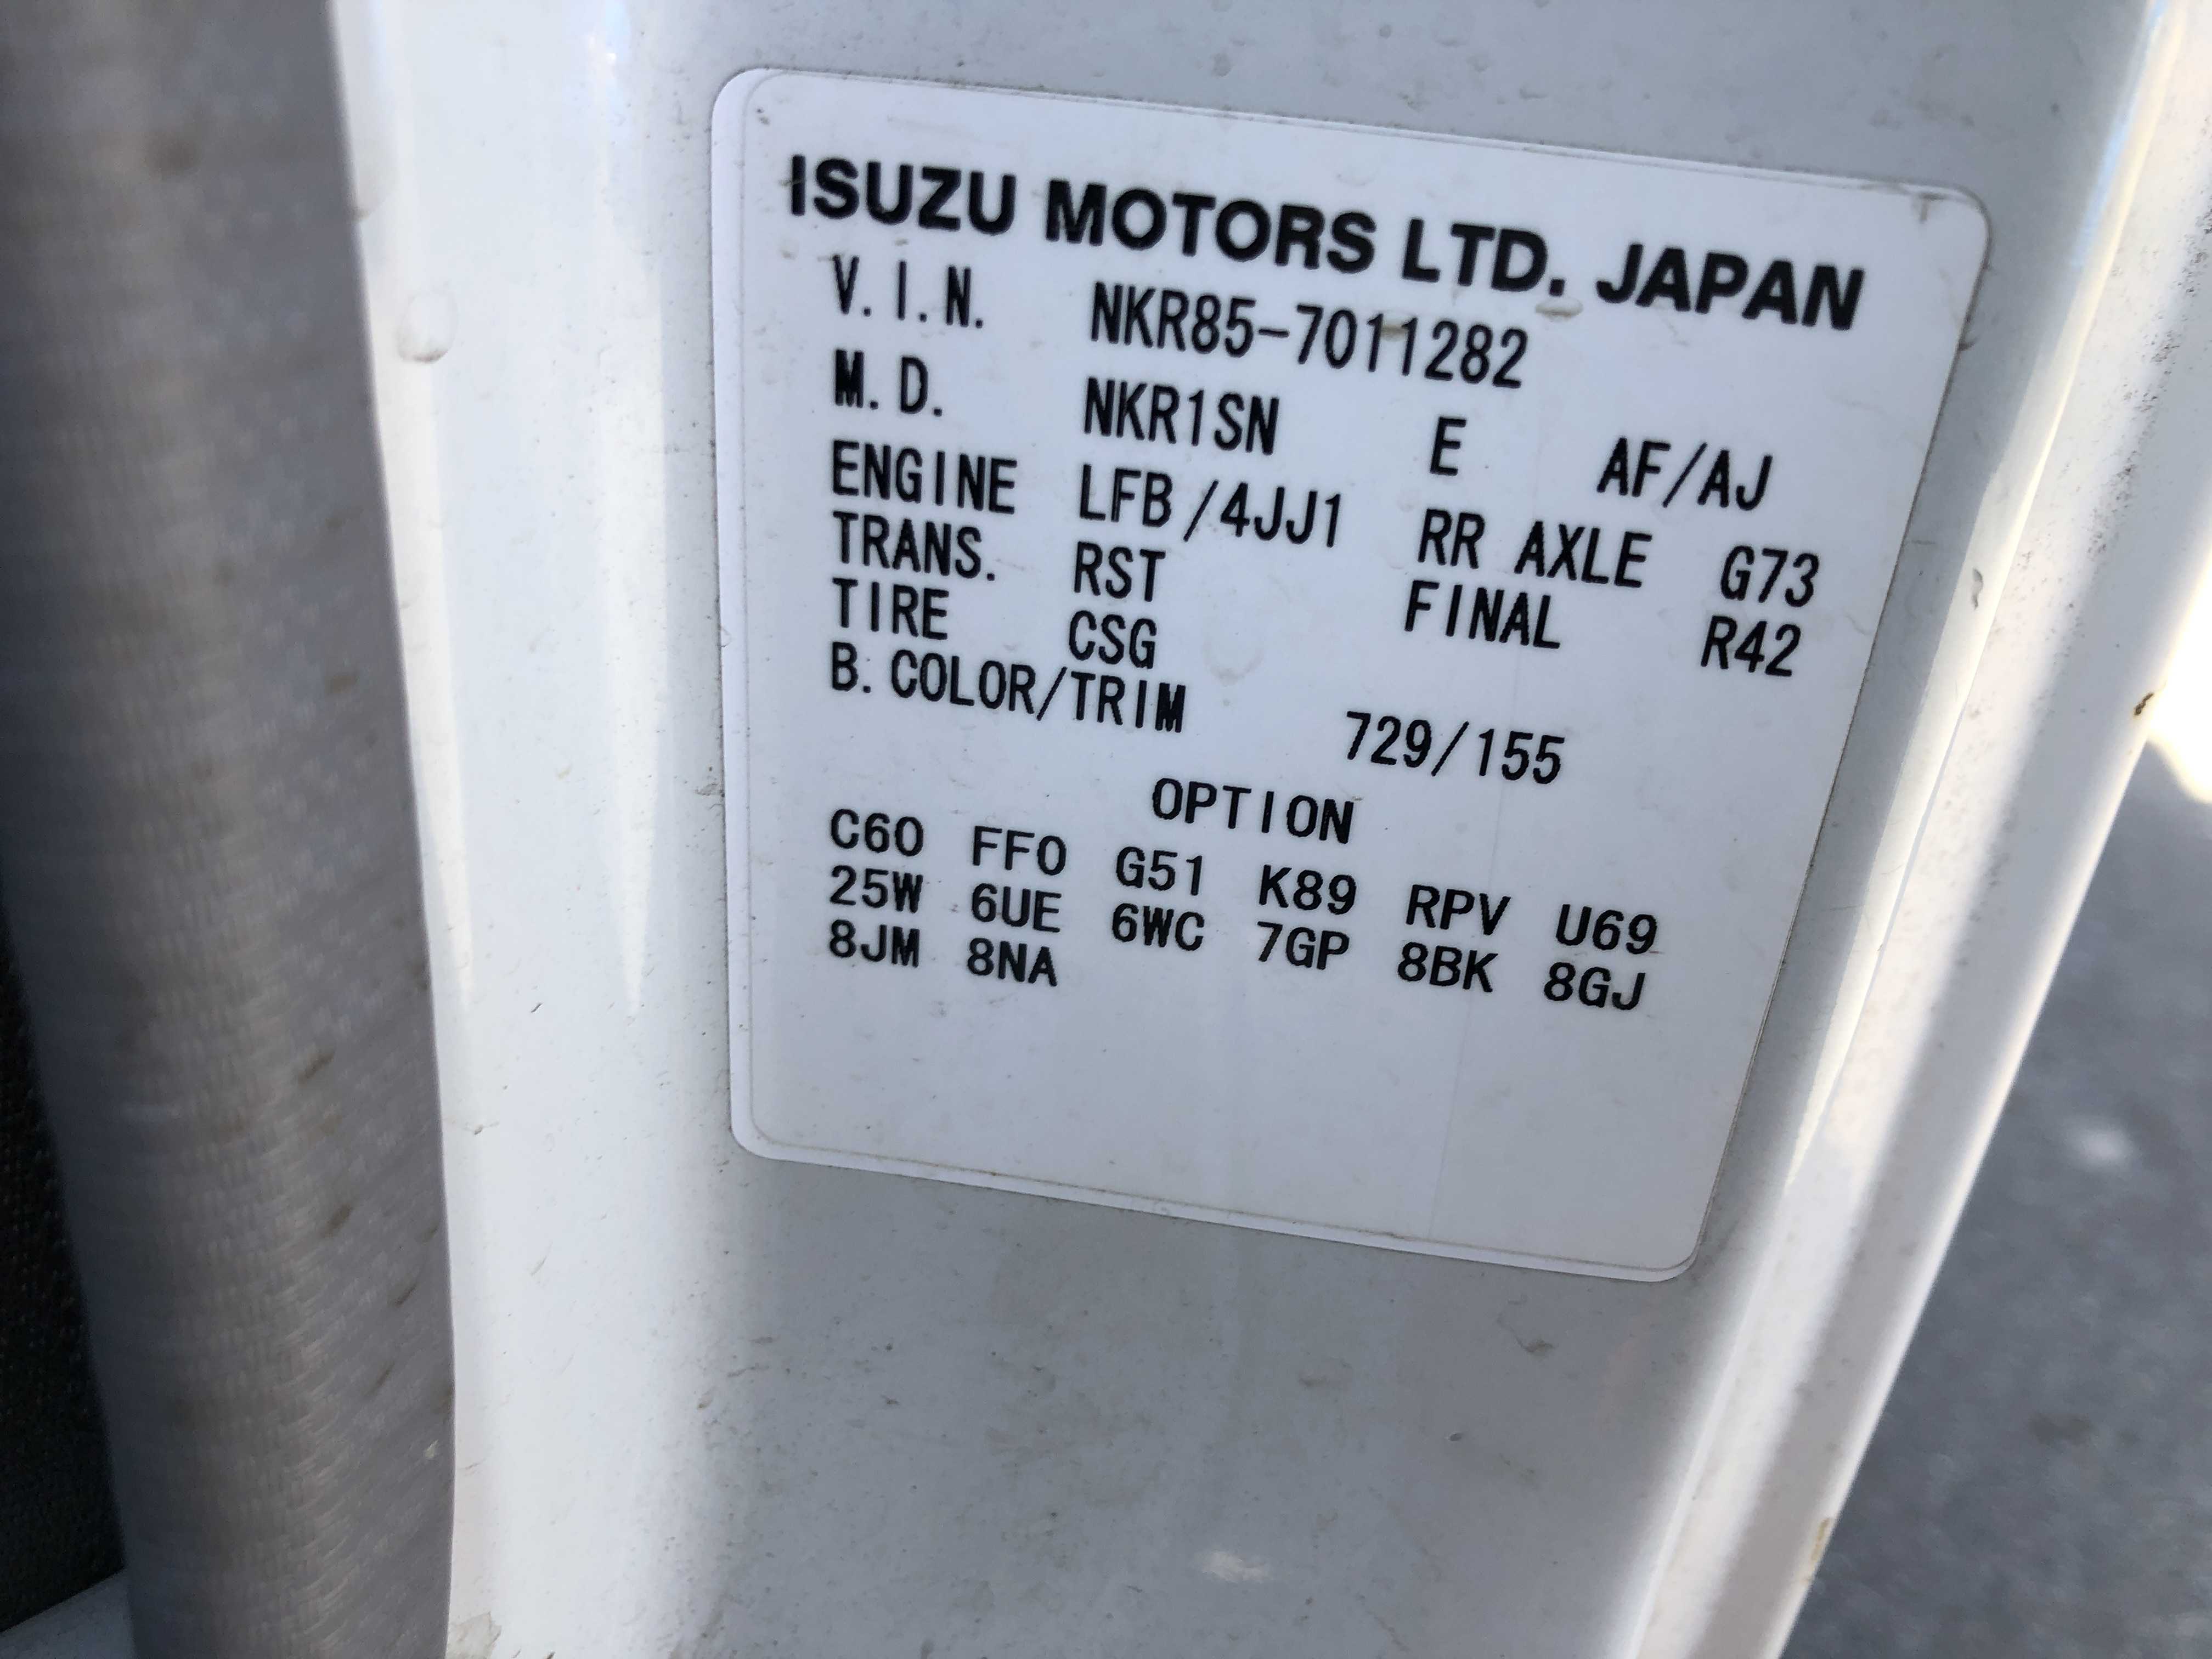 ISUZU MOTORS LTD. JAPAN
V.I.N. NKR85-7011282
M.D. NKR1SN E AF/AJ
ENGINE LFB/4JJ1 RR AXLE G73
TRANS. RST FINAL R42
TIRE CSG
B.COLOR/TRIM 729/155
OPTION
C60 FF0 G51 K89 RPV U69
25W 6UE 6WC 7GP 8BK 8GJ
8JM 8NA